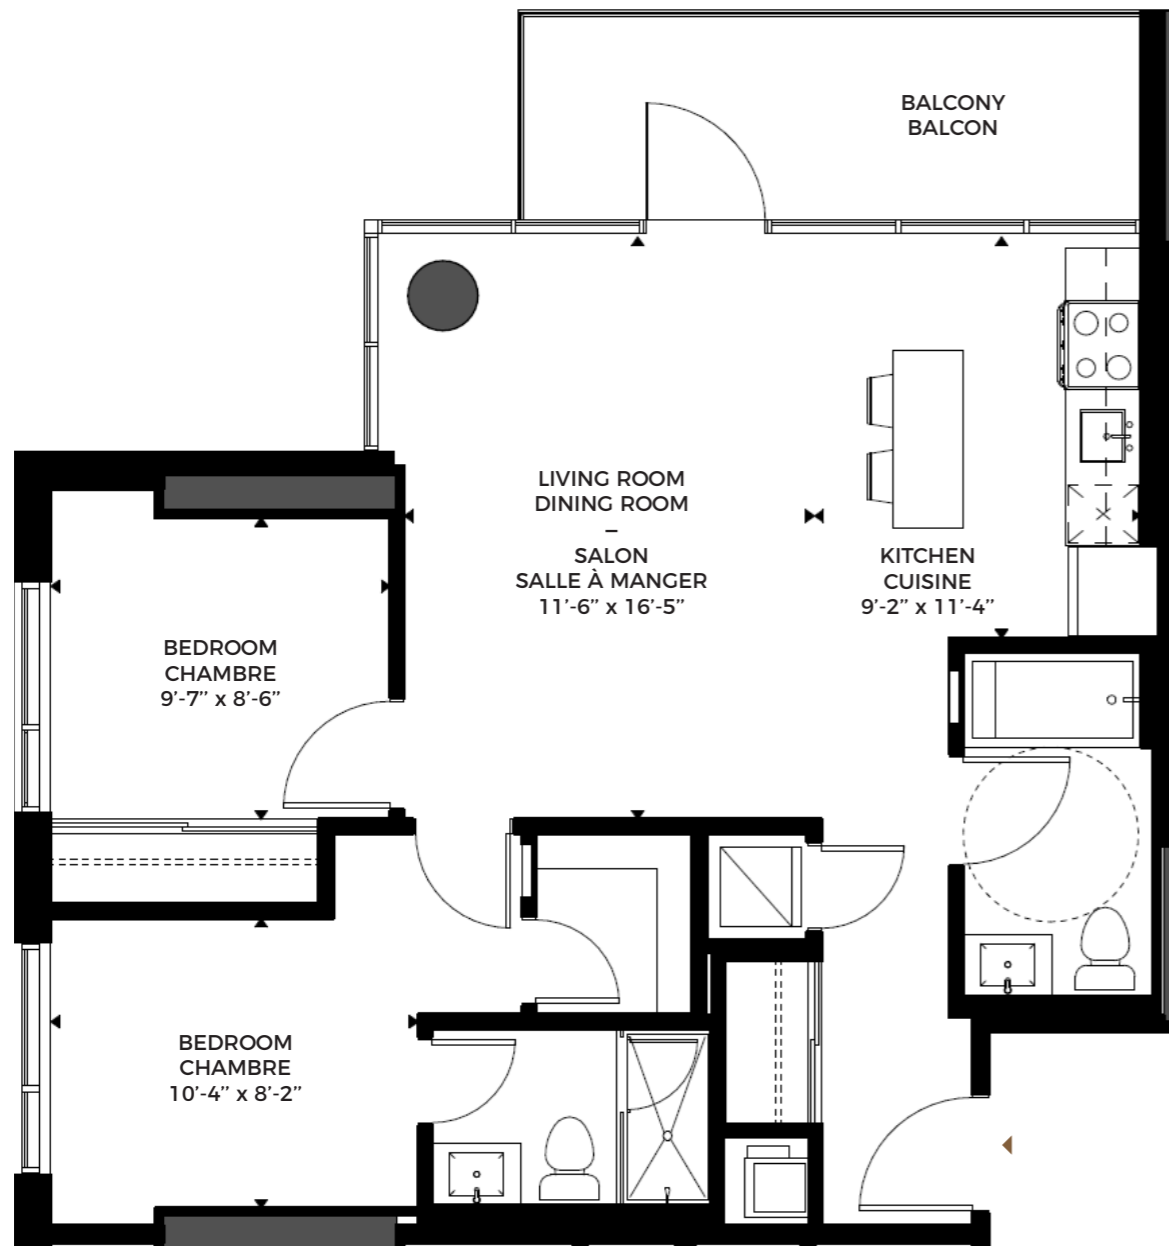 BALCONY
BALCON
LIVING ROOM
DINING ROOM
–
SALON
SALLE À MANGER
11’-6” x 16’-5”
KITCHEN
CUISINE
9’-2” x 11’-4”
BEDROOM
CHAMBRE
9’-7” x 8’-6”
BEDROOM
CHAMBRE
10’-4” x 8’-2”